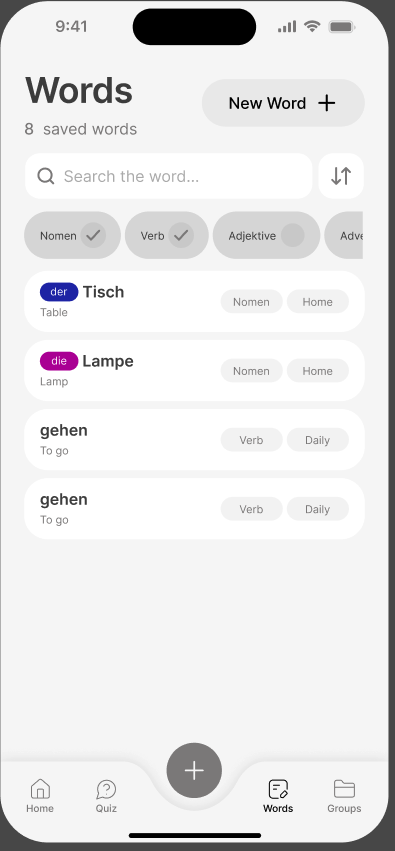 9:41
Words
New Word
8 saved words
Search the word...
Nomen Verb Adjektive Adve
der Tisch
Table
Nomen Home
die Lampe
Lamp
Nomen Home
gehen
To go
Verb Daily
gehen
To go
Verb Daily
Home Quiz Words Groups